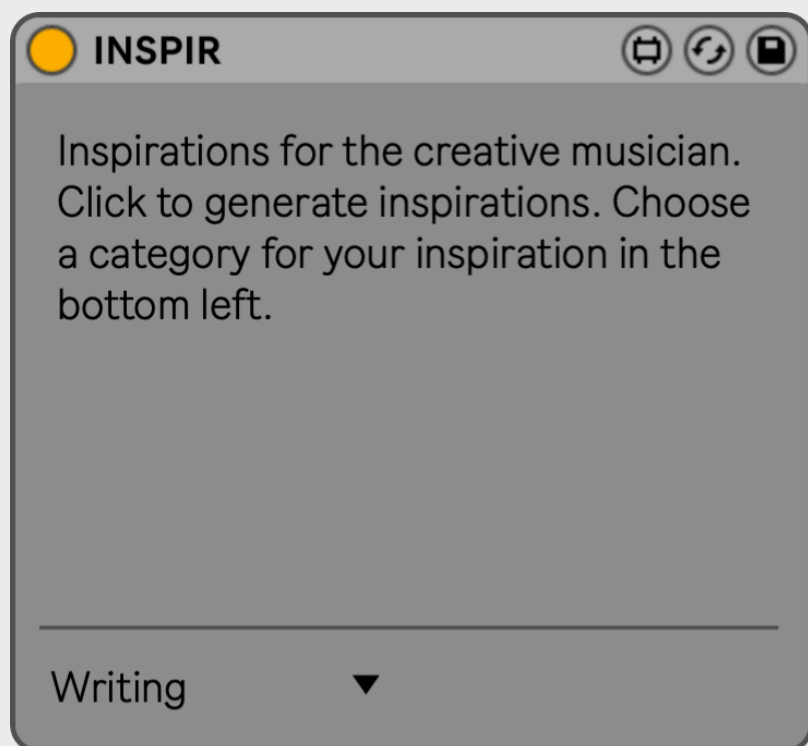 INSPIR
Inspirations for the creative musician.
Click to generate inspirations. Choose
a category for your inspiration in the
bottom left.
Writing